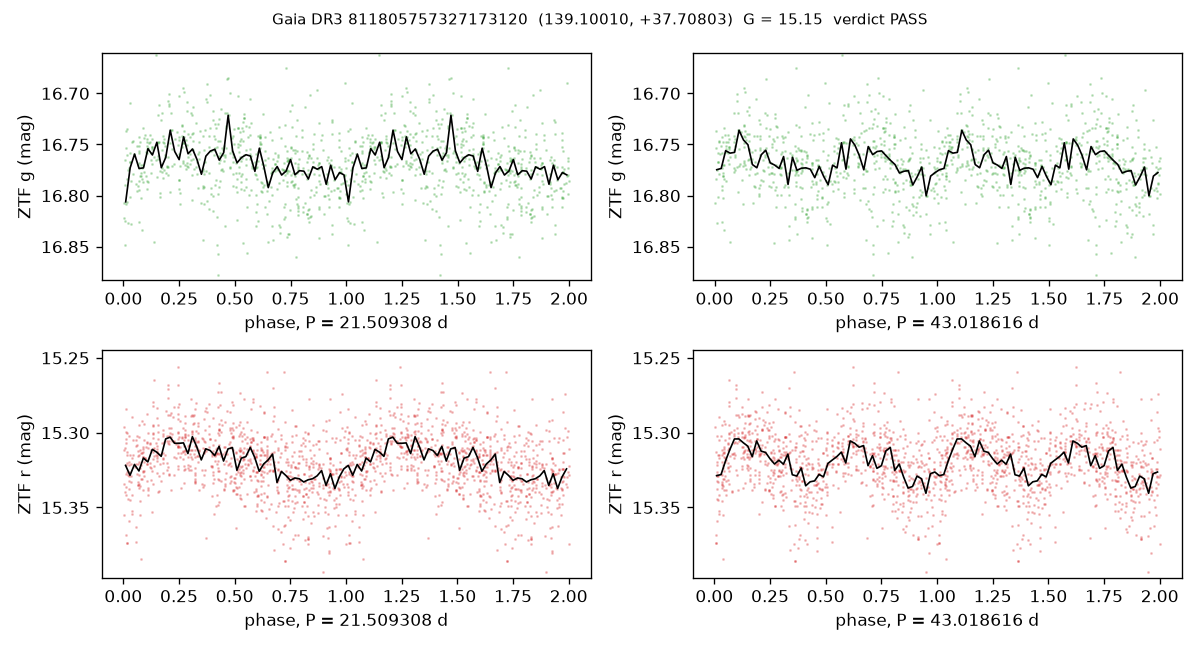 Gaia DR3 811805757327173120 (139.10010, +37.70803) G = 15.15 verdict PASS
ZTF g (mag)
16.70
16.75
16.80
16.85
0.00 0.25 0.50 0.75 1.00 1.25 1.50 1.75 2.00
phase, P = 21.509308 d
ZTF g (mag)
16.70
16.75
16.80
16.85
0.00 0.25 0.50 0.75 1.00 1.25 1.50 1.75 2.00
phase, P = 43.018616 d
ZTF r (mag)
15.25
15.30
15.35
0.00 0.25 0.50 0.75 1.00 1.25 1.50 1.75 2.00
phase, P = 21.509308 d
ZTF r (mag)
15.25
15.30
15.35
0.00 0.25 0.50 0.75 1.00 1.25 1.50 1.75 2.00
phase, P = 43.018616 d